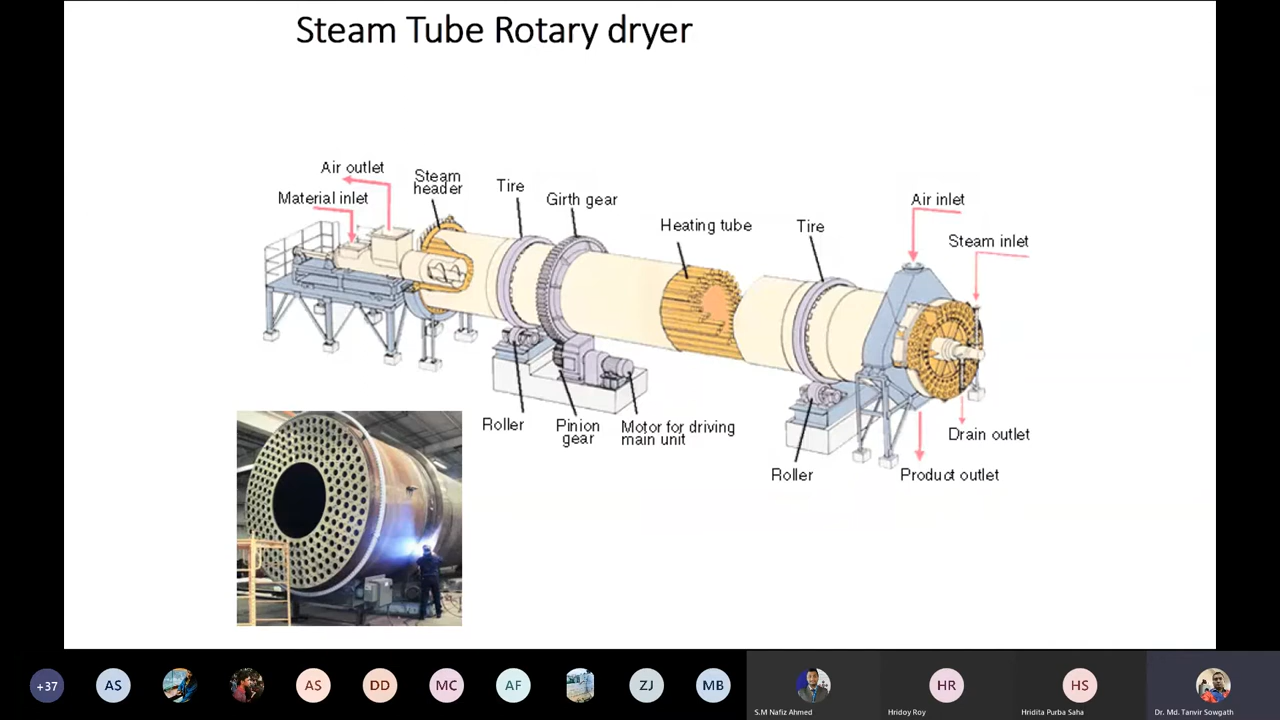 Steam Tube Rotary dryer
Air outlet
Material inlet
Steam
header
Tire
Girth gear
Heating tube
Tire
Air inlet
Steam inlet
Roller
Pinion
gear
Motor for driving
main unit
Roller
Drain outlet
Product outlet
+37
AS
AS
DD
MC
AF
ZJ
MB
S.M Nafiz Ahmed
HR
Hridoy Roy
HS
Hridita Purba Saha
Dr. Md. Tanvir Sowgath